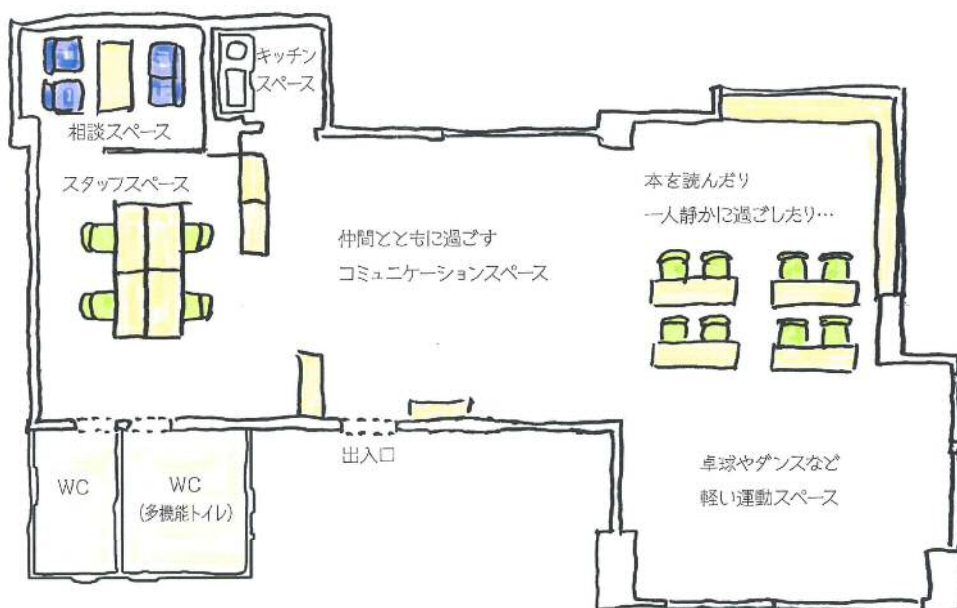 キッチン
スペース
相談スペース
スタッフスペース
本を読んだり
一人静かに過ごしたり…
仲間とともに過ごす
コミュニケーションスペース
出入口
WC
WC
(多機能トイレ)
卓球やダンスなど
軽い運動スペース